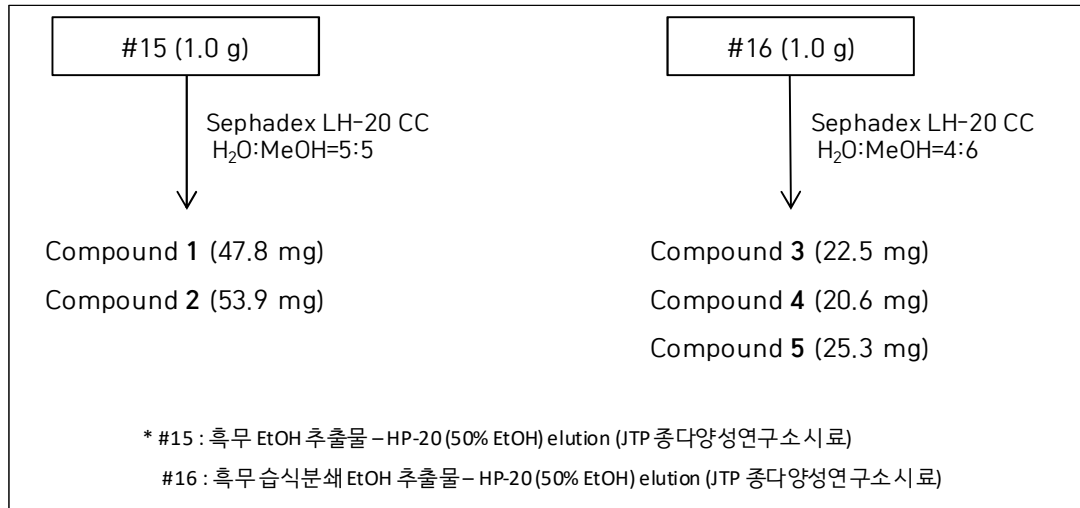 #15 (1.0 g)
Sephadex LH-20 CC
H₂O:MeOH=5:5
Compound 1 (47.8 mg)
Compound 2 (53.9 mg)
#16 (1.0 g)
Sephadex LH-20 CC
H₂O:MeOH=4:6
Compound 3 (22.5 mg)
Compound 4 (20.6 mg)
Compound 5 (25.3 mg)
* #15 : 흑무 EtOH 추출물 – HP-20 (50% EtOH) elution (JTP 종다양성연구소 시료)
#16 : 흑무 습식분쇄 EtOH 추출물 – HP-20 (50% EtOH) elution (JTP 종다양성연구소 시료)